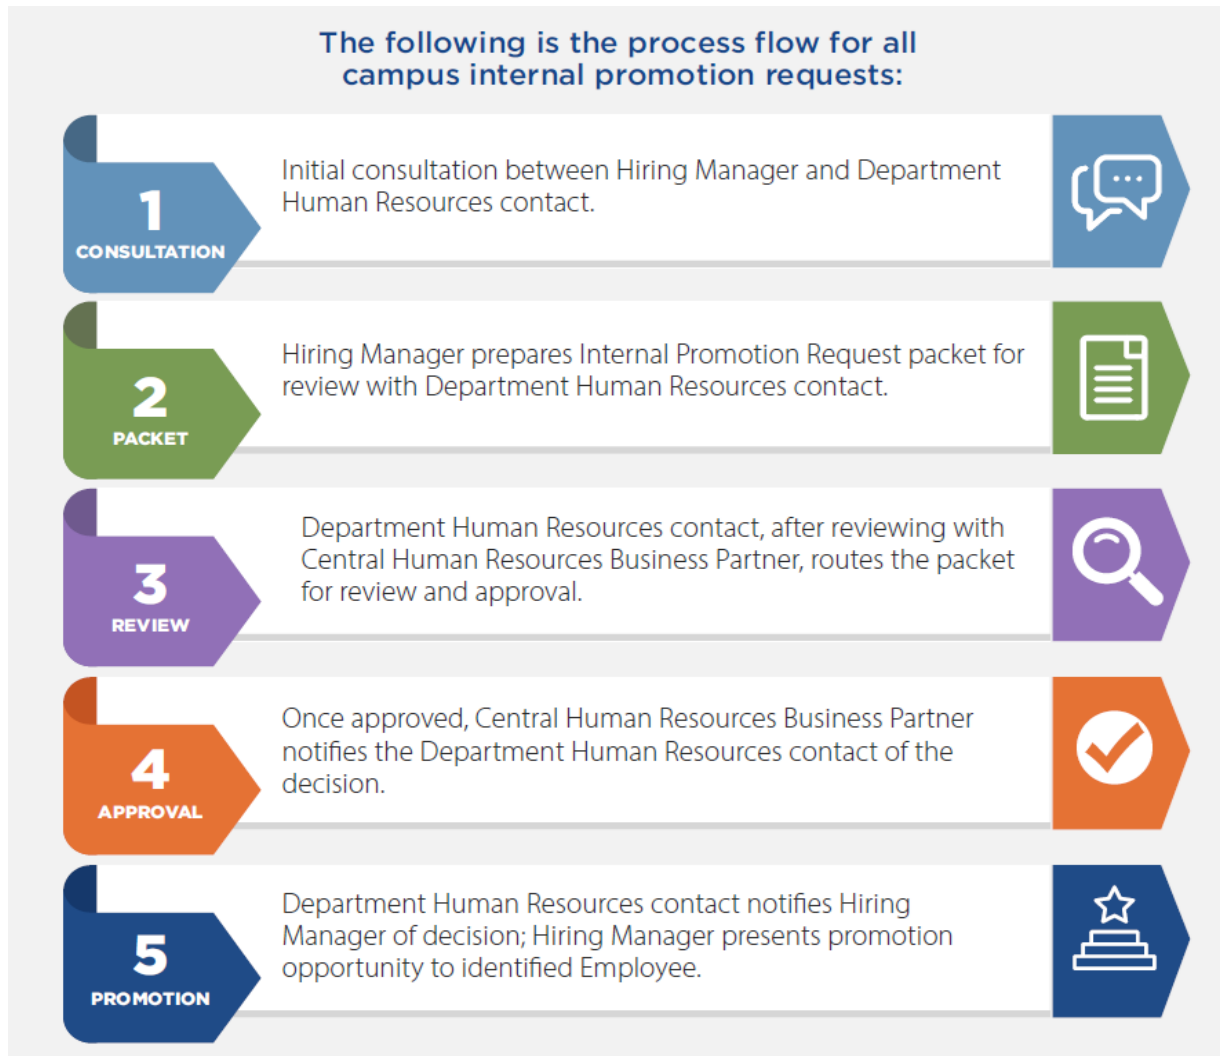 The following is the process flow for all
campus internal promotion requests:
1
CONSULTATION
Initial consultation between Hiring Manager and Department
Human Resources contact.
2
PACKET
Hiring Manager prepares Internal Promotion Request packet for
review with Department Human Resources contact.
3
REVIEW
Department Human Resources contact, after reviewing with
Central Human Resources Business Partner, routes the packet
for review and approval.
4
APPROVAL
Once approved, Central Human Resources Business Partner
notifies the Department Human Resources contact of the
decision.
5
PROMOTION
Department Human Resources contact notifies Hiring
Manager of decision; Hiring Manager presents promotion
opportunity to identified Employee.